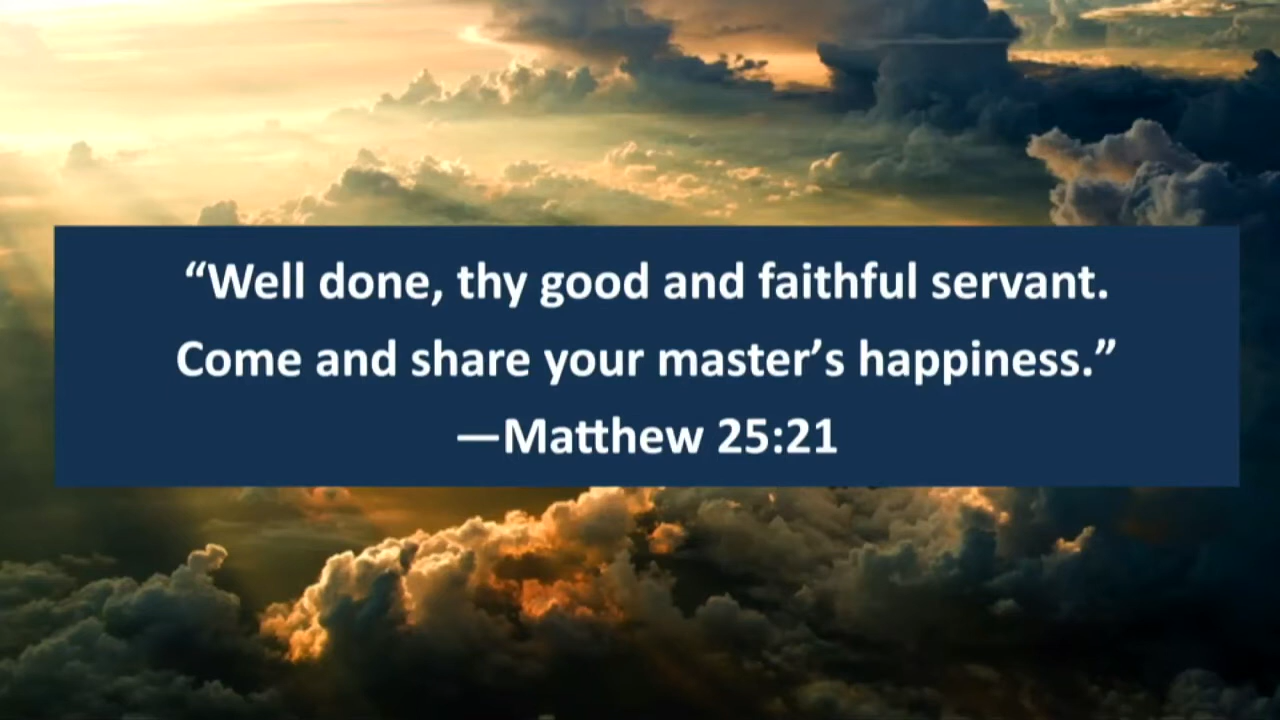 “Well done, thy good and faithful servant.
Come and share your master’s happiness.”
—Matthew 25:21